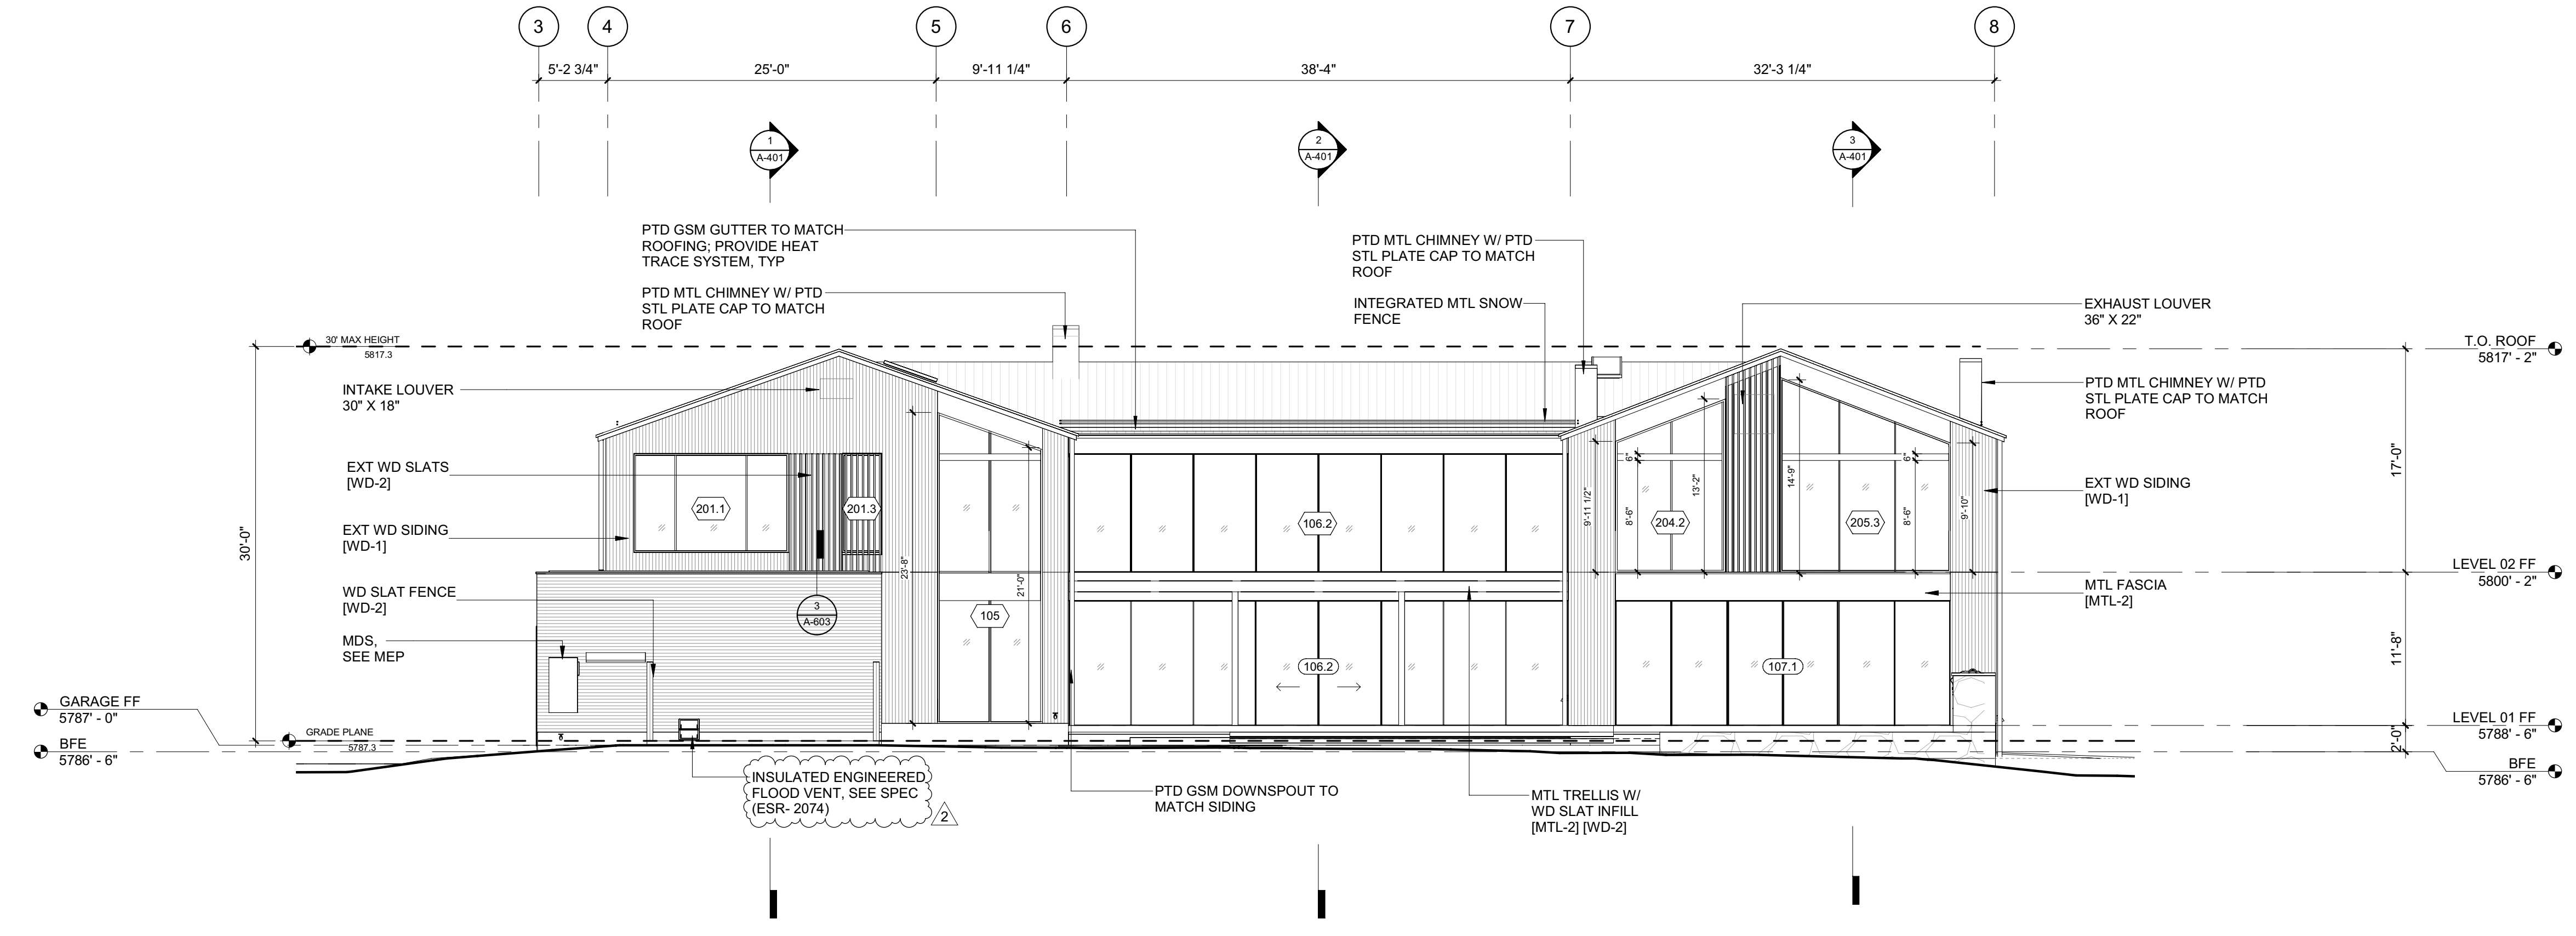 3
4
5
6
7
8
5'-2 3/4"
25'-0"
9'-11 1/4"
38'-4"
32'-3 1/4"
1
A-401
2
A-401
3
A-401
PTD GSM GUTTER TO MATCH
ROOFING; PROVIDE HEAT
TRACE SYSTEM, TYP
PTD MTL CHIMNEY W/ PTD
STL PLATE CAP TO MATCH
ROOF
PTD MTL CHIMNEY W/ PTD
STL PLATE CAP TO MATCH
ROOF
INTEGRATED MTL SNOW
FENCE
EXHAUST LOUVER
36" X 22"
30' MAX HEIGHT
5817.3
T.O. ROOF
5817' - 2"
INTAKE LOUVER
30" X 18"
PTD MTL CHIMNEY W/ PTD
STL PLATE CAP TO MATCH
ROOF
EXT WD SLATS
[WD-2]
EXT WD SIDING
[WD-1]
WD SLAT FENCE
[WD-2]
MDS,
SEE MEP
30'-0"
201.1
201.3
23'-8"
21'-0"
105
106.2
106.2
9'-11 1/2"
6"
8'-6"
13'-2"
14'-9"
204.2
205.3
6"
8'-6"
9'-10"
107.1
3
A-603
EXT WD SIDING
[WD-1]
17'-0"
LEVEL 02 FF
5800' - 2"
MTL FASCIA
[MTL-2]
11'-8"
GARAGE FF
5787' - 0"
GRADE PLANE
5787.3
BFE
5786' - 6"
LEVEL 01 FF
5788' - 6"
2'-0"
BFE
5786' - 6"
INSULATED ENGINEERED
FLOOD VENT, SEE SPEC
(ESR- 2074)
2
PTD GSM DOWNSPOUT TO
MATCH SIDING
MTL TRELLIS W/
WD SLAT INFILL
[MTL-2] [WD-2]